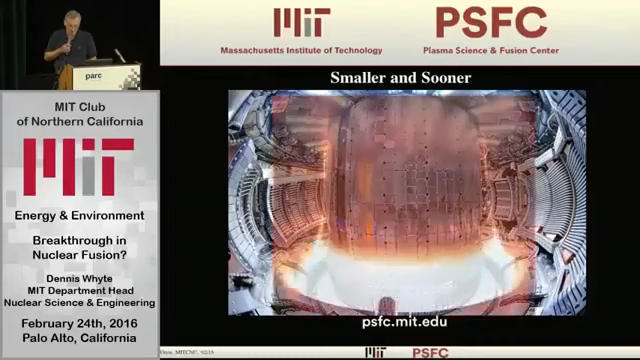 MIT
PSFC
Massachusetts Institute of Technology
Plasma Science & Fusion Center
Smaller and Sooner
parc
MIT Club
of Northern California
MIT
Energy & Environment
Breakthrough in
Nuclear Fusion?
Dennis Whyte
MIT Department Head
Nuclear Science & Engineering
February 24th, 2016
Palo Alto, California
psfc.mit.edu
MIT
PSFC